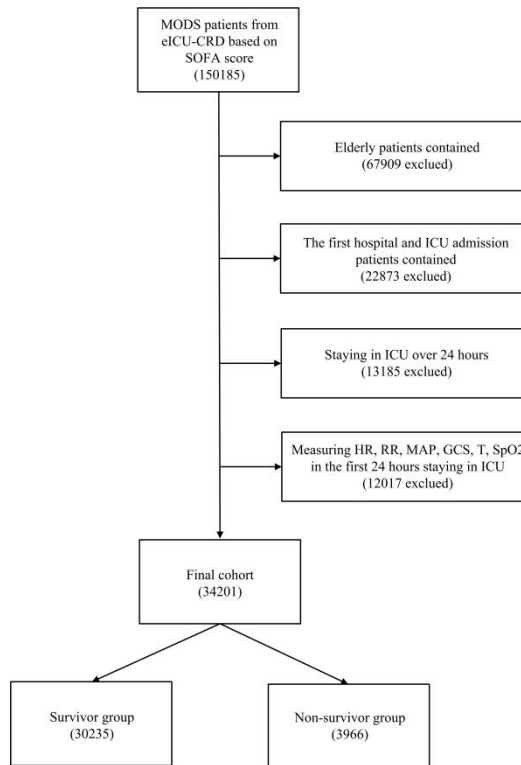 MODS patients from
eICU-CRD based on
SOFA score
(150185)
Elderly patients contained
(67909 exclued)
The first hospital and ICU admission
patients contained
(22873 exclued)
Staying in ICU over 24 hours
(13185 exclued)
Measuring HR, RR, MAP, GCS, T, SpO2
in the first 24 hours staying in ICU
(12017 exclued)
Final cohort
(34201)
Survivor group
(30235)
Non-survivor group
(3966)